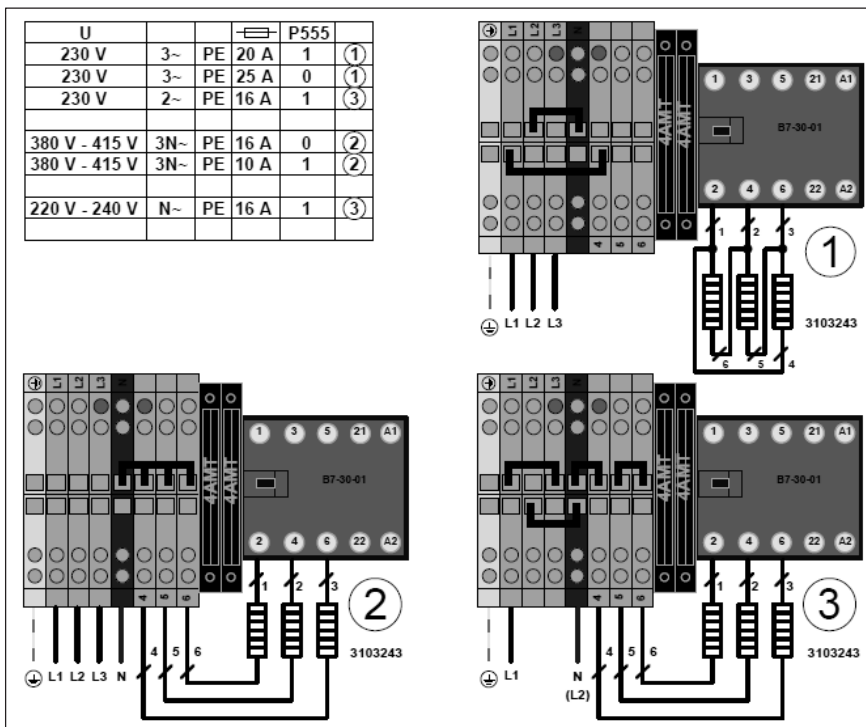 U P555
230 V 3~ PE 20 A 1 ①
230 V 3~ PE 25 A 0 ①
230 V 2~ PE 16 A 1 ③
380 V - 415 V 3N~ PE 16 A 0 ②
380 V - 415 V 3N~ PE 10 A 1 ②
220 V - 240 V N~ PE 16 A 1 ③
L1 L2 L3 N
4AMT 4AMT
1 3 5 21 A1
B7-30-01
2 4 6 22 A2
4 5 6
1 2 3
L1 L2 L3
6 5 4
①
3103243
L1 L2 L3 N
4AMT 4AMT
1 3 5 21 A1
B7-30-01
2 4 6 22 A2
4 5 6
1 2 3
4 5 6
L1 L2 L3 N
②
3103243
L1 L2 L3 N
4AMT 4AMT
1 3 5 21 A1
B7-30-01
2 4 6 22 A2
4 5 6
1 2 3
4 5 6
L1 N
(L2)
③
3103243